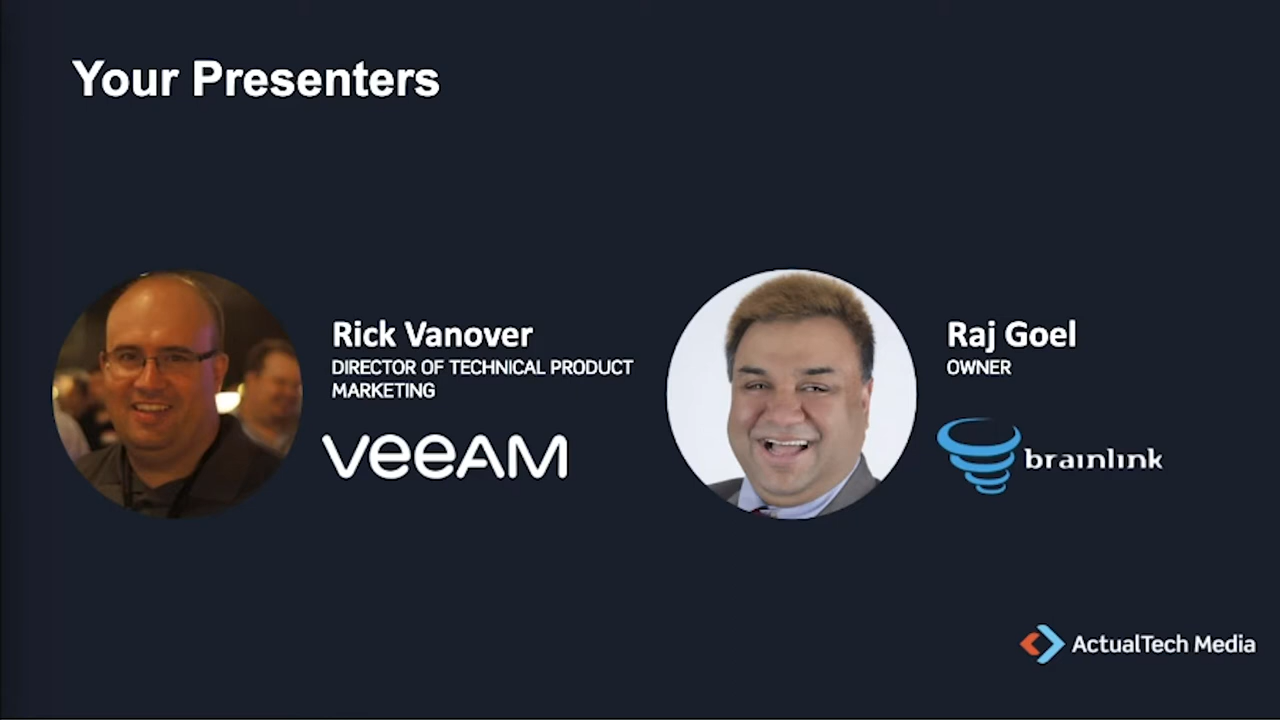 Your Presenters
Rick Vanover
DIRECTOR OF TECHNICAL PRODUCT
MARKETING
veeAM
Raj Goel
OWNER
brainlink
ActualTech Media